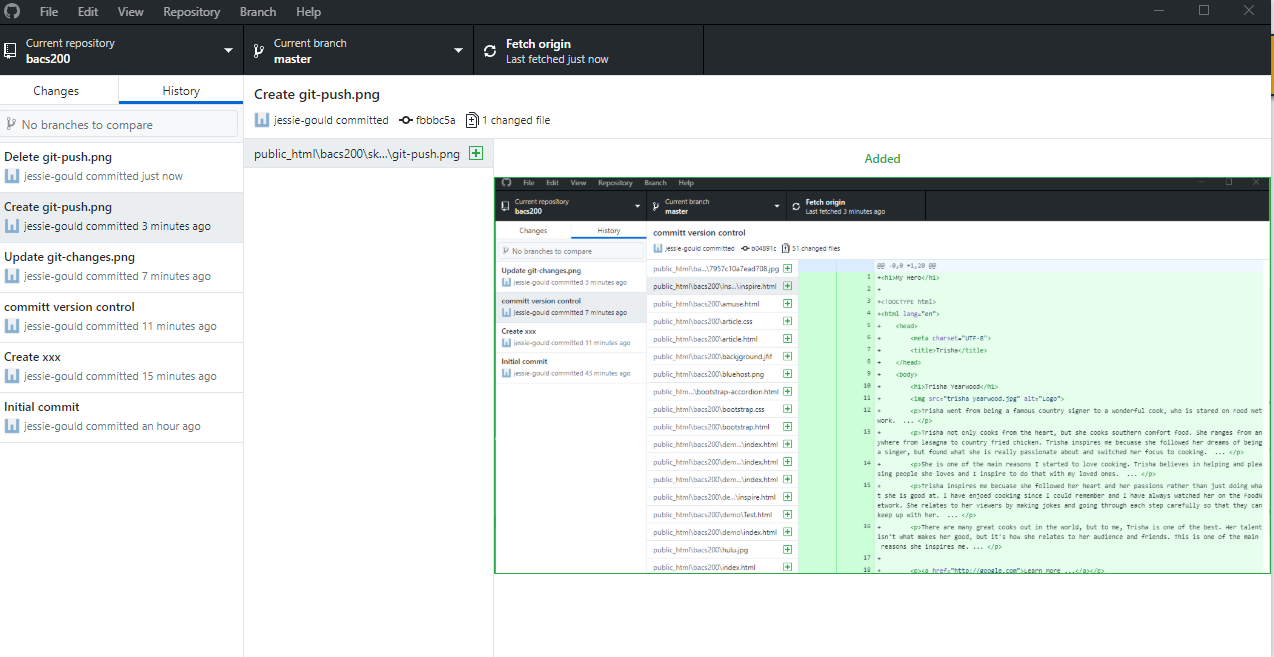 File Edit View Repository Branch Help
Current repository
bacs200
Current branch
master
Fetch origin
Last fetched just now
Changes History
No branches to compare
Delete git-push.png
jessie-gould committed just now
Create git-push.png
jessie-gould committed 3 minutes ago
Update git-changes.png
jessie-gould committed 7 minutes ago
committ version control
jessie-gould committed 11 minutes ago
Create xxx
jessie-gould committed 15 minutes ago
Initial commit
jessie-gould committed an hour ago
Create git-push.png
jessie-gould committed fbbbc5a 1 changed file
public_html\bacs200\sk...\git-push.png
Added
File Edit View Repository Branch Help
Current repository
bacs200
Current branch
master
Fetch origin
Last fetched 3 minutes ago
Changes History
No branches to compare
Update git-changes.png
jessie-gould committed 3 minutes ago
committ version control
jessie-gould committed 7 minutes ago
Create xxx
jessie-gould committed 11 minutes ago
Initial commit
jessie-gould committed 43 minutes ago
committ version control
jessie-gould committed b04891c 51 changed files
public_html\ba...\7957c10a7ead708.jpg
public_html\bacs200\Ins...\inspire.html
public_html\bacs200\amuse.html
public_html\bacs200\article.css
public_html\bacs200\article.html
public_html\bacs200\backjground.jfif
public_html\bacs200\bluehost.png
public_htm...\bootstrap-accordion.html
public_html\bacs200\bootstrap.css
public_html\bacs200\bootstrap.html
public_html\bacs200\dem...\index.html
public_html\bacs200\dem...\index.html
public_html\bacs200\dem...\index.html
public_html\bacs200\de...\inspire.html
public_html\bacs200\demo\Test.html
public_html\bacs200\demo\index.html
public_html\bacs200\hulu.jpg
public_html\bacs200\index.html
@@ -0,0 +1,20 @@
1 +<h1>My Hero</h1>
2 +
3 +<!DOCTYPE html>
4 +<html lang="en">
5 + <head>
6 + <meta charset="UTF-8">
7 + <title>Trisha</title>
8 + </head>
9 + <body>
10 + <h1>Trisha Yearwood</h1>
11 + <img src="trisha yearwood.jpg" alt="Logo">
12 + <p>Trisha went from being a famous country signer to a wonderful cook, who is stared on Food Net
work. ... </p>
13 + <p>Trisha not only cooks from the heart, but she cooks southern comfort food. She ranges from an
ywhere from lasagna to country fried chicken. Trisha inspires me becuase she followed her dreams of being
a singer, but found what she is really passionate about and switched her focus to cooking. ... </p>
14 + <p>She is one of the main reasons I started to love cooking. Trisha believes in helping and plea
sing people she loves and I inspire to do that with my loved ones. ... </p>
15 + <p>Trisha inspires me becuase she followed her heart and her passions rather than just doing wha
t she is good at. I have enjoed cooking since I could remember and I have always watched her on the FoodN
etwork. She relates to her viewers by making jokes and going through each step carefully so that they can
keep up with her. ... </p>
16 + <p>There are many great cooks out in the world, but to me, Trisha is one of the best. Her talent
isn't what makes her good, but it's how she relates to her audience and friends. This is one of the main
reasons she inspires me. ... </p>
17 +
18 + <p><a href="http://google.com">Learn more ...</a></p>